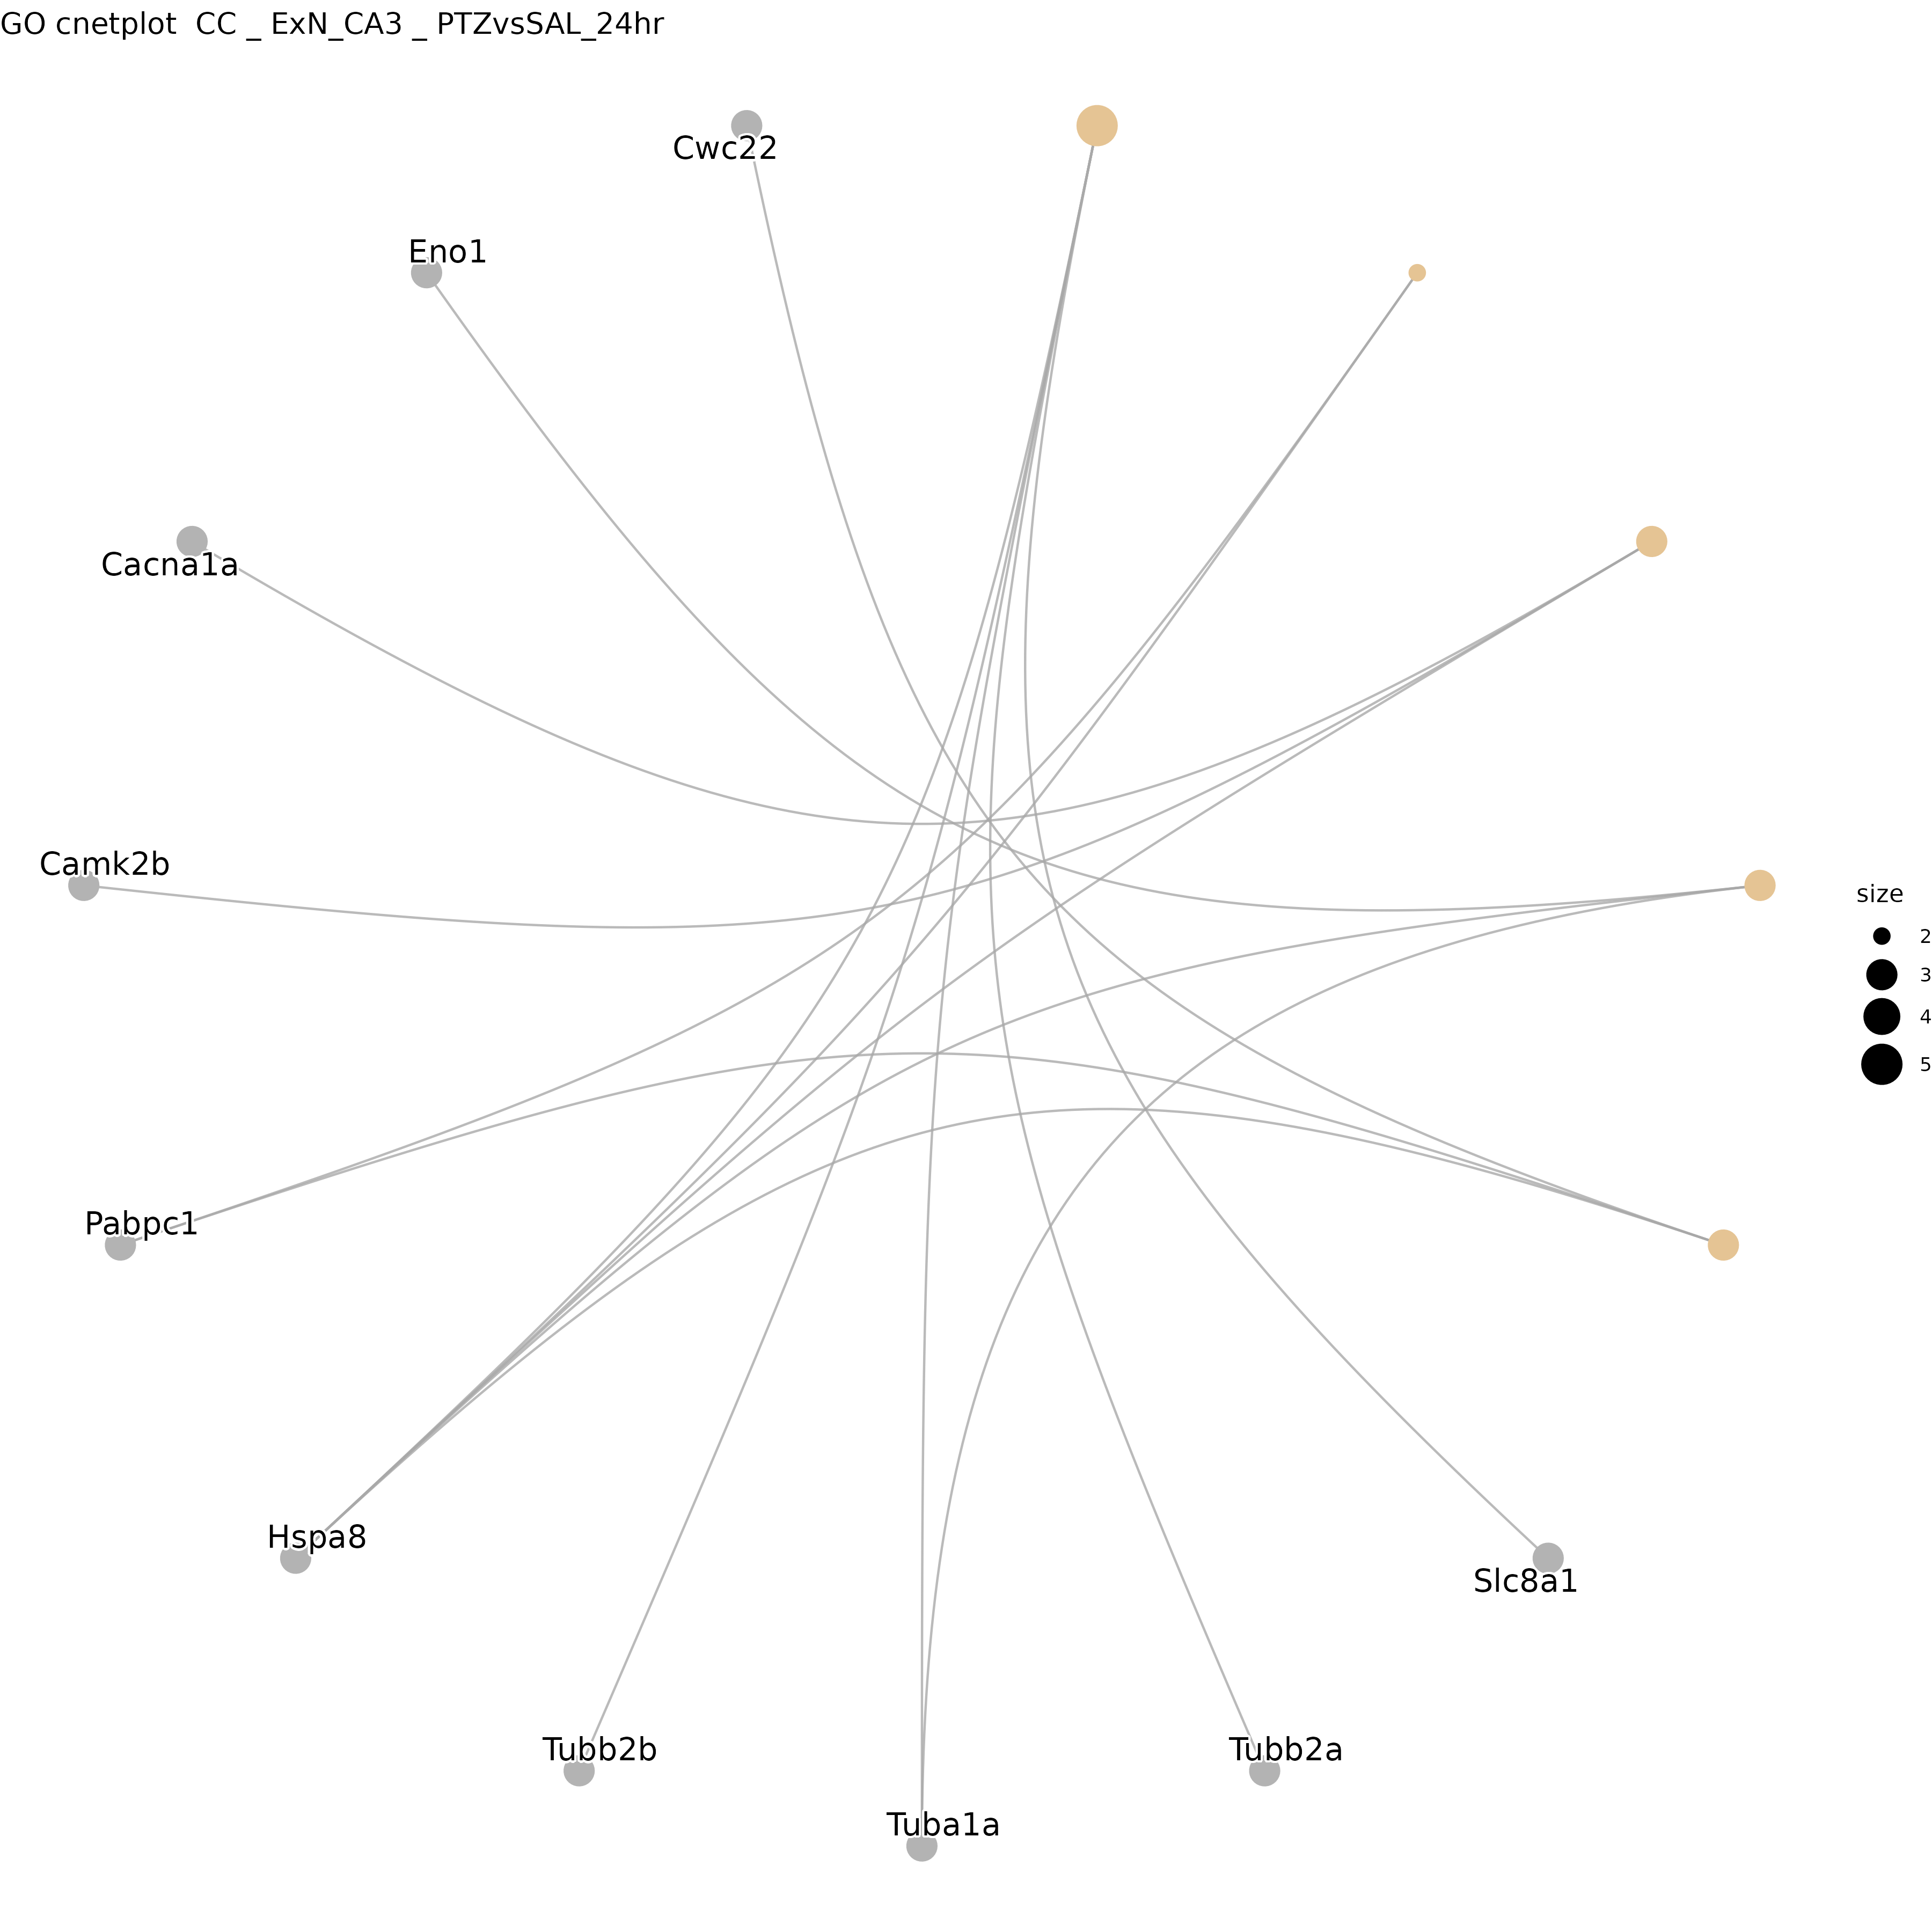 GO cnetplot  CC _ ExN_CA3 _ PTZvsSAL_24hr
Cwc22
Eno1
Cacna1a
Camk2b
size
2
3
4
5
Pabpc1
Hspa8
Slc8a1
Tubb2b
Tubb2a
Tuba1a